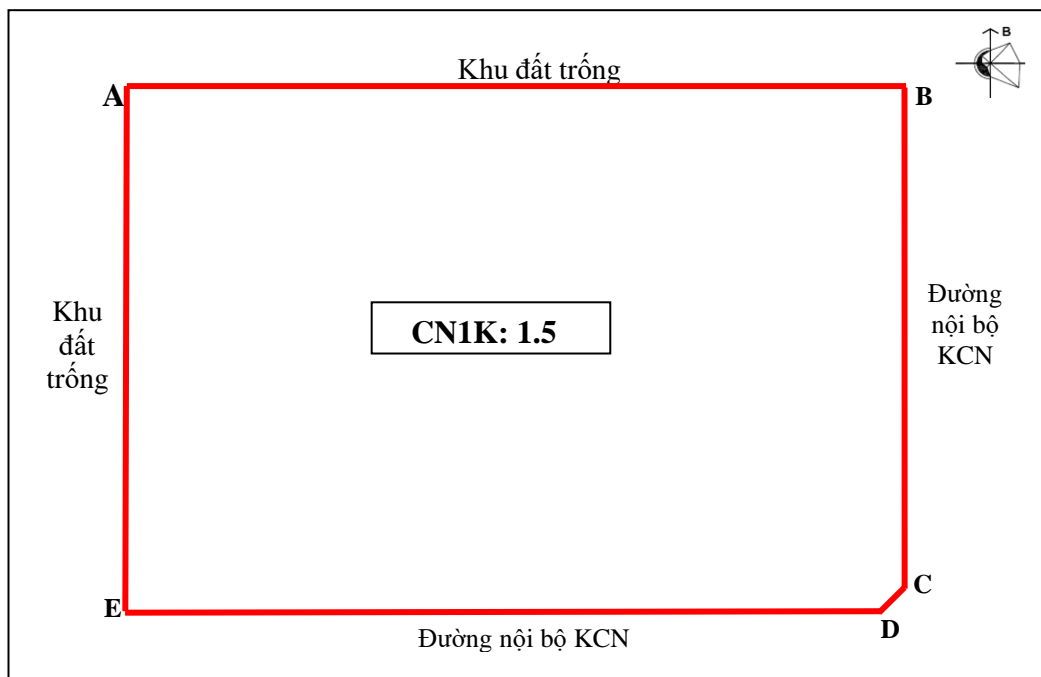 B
Khu đất trống
A
B
Khu
đất
trống
CN1K: 1.5
Đường
nội bộ
KCN
C
E
D
Đường nội bộ KCN